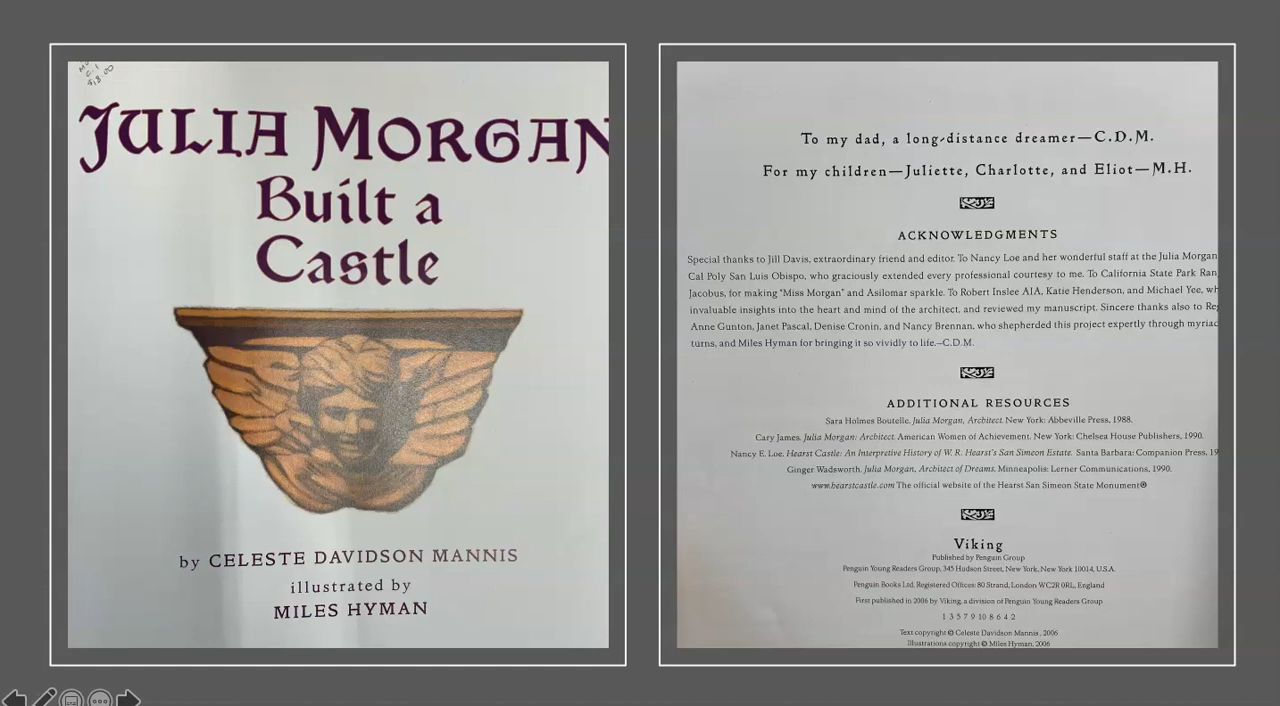 C.1
$18.00
JULIA MORGAN
Built a
Castle
by CELESTE DAVIDSON MANNIS
illustrated by
MILES HYMAN
To my dad, a long-distance dreamer—C.D.M.
For my children—Juliette, Charlotte, and Eliot—M.H.
ACKNOWLEDGMENTS
Special thanks to Jill Davis, extraordinary friend and editor. To Nancy Loe and her wonderful staff at the Julia Morgan
Cal Poly San Luis Obispo, who graciously extended every professional courtesy to me. To California State Park Ran
Jacobus, for making "Miss Morgan" and Asilomar sparkle. To Robert Inslee AIA, Katie Henderson, and Michael Yee, wh
invaluable insights into the heart and mind of the architect, and reviewed my manuscript. Sincere thanks also to Re
Anne Gunton, Janet Pascal, Denise Cronin, and Nancy Brennan, who shepherded this project expertly through myriad
turns, and Miles Hyman for bringing it so vividly to life.—C.D.M.
ADDITIONAL RESOURCES
Sara Holmes Boutelle. Julia Morgan, Architect. New York: Abbeville Press, 1988.
Cary James. Julia Morgan: Architect. American Women of Achievement. New York: Chelsea House Publishers, 1990.
Nancy E. Loe. Hearst Castle: An Interpretive History of W. R. Hearst's San Simeon Estate. Santa Barbara: Companion Press, 19
Ginger Wadsworth. Julia Morgan, Architect of Dreams. Minneapolis: Lerner Communications, 1990.
www.hearstcastle.com The official website of the Hearst San Simeon State Monument®
Viking
Published by Penguin Group
Penguin Young Readers Group, 345 Hudson Street, New York, New York 10014, U.S.A.
Penguin Books Ltd, Registered Offices: 80 Strand, London WC2R 0RL, England
First published in 2006 by Viking, a division of Penguin Young Readers Group
1 3 5 7 9 10 8 6 4 2
Text copyright © Celeste Davidson Mannis, 2006
Illustrations copyright © Miles Hyman, 2006